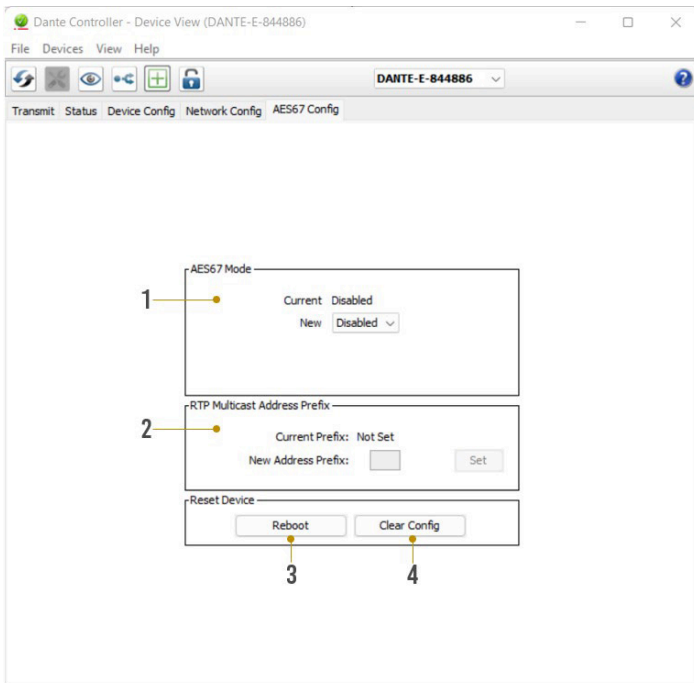 Dante Controller - Device View (DANTE-E-844886)
File Devices View Help
DANTE-E-844886
?
Transmit Status Device Config Network Config AES67 Config
AES67 Mode
1
Current Disabled
New Disabled
RTP Multicast Address Prefix
2
Current Prefix: Not Set
New Address Prefix: Set
Reset Device
Reboot Clear Config
3 4